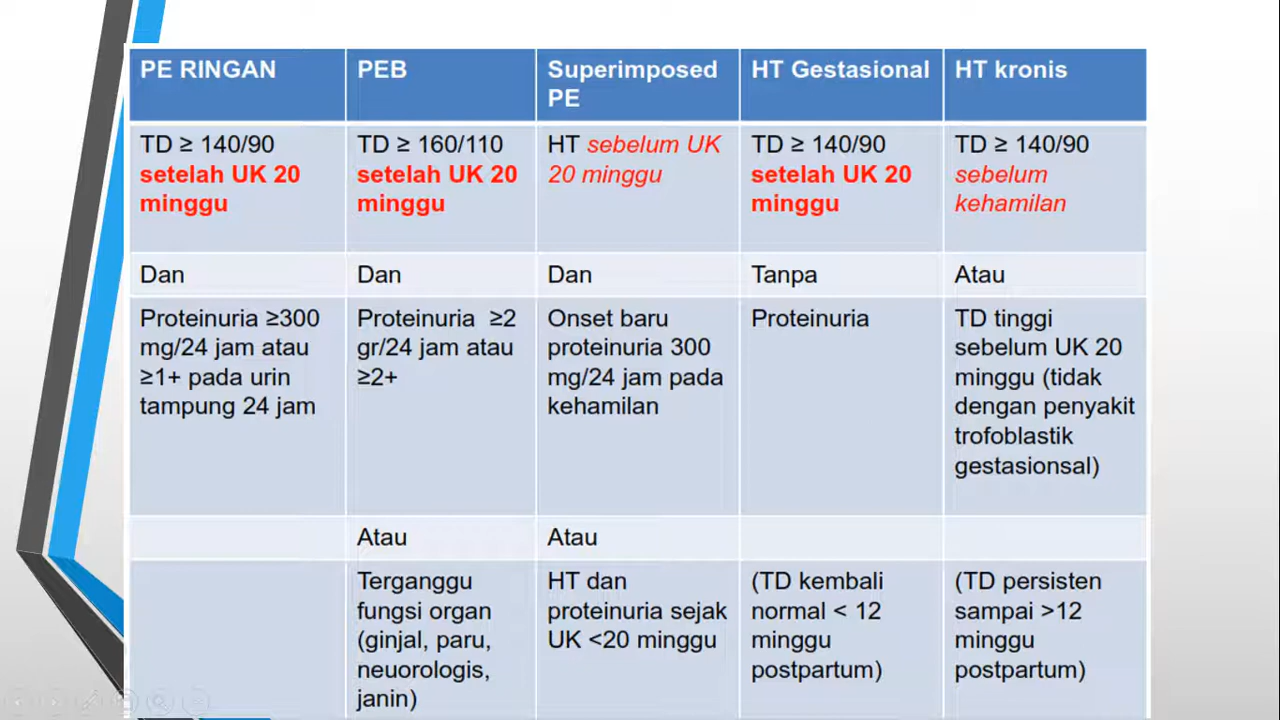 PE RINGAN
PEB
Superimposed
PE
HT Gestasional
HT kronis
TD ≥ 140/90
setelah UK 20
minggu
TD ≥ 160/110
setelah UK 20
minggu
HT sebelum UK
20 minggu
TD ≥ 140/90
setelah UK 20
minggu
TD ≥ 140/90
sebelum
kehamilan
Dan
Dan
Dan
Tanpa
Atau
Proteinuria ≥300
mg/24 jam atau
≥1+ pada urin
tampung 24 jam
Proteinuria ≥2
gr/24 jam atau
≥2+
Onset baru
proteinuria 300
mg/24 jam pada
kehamilan
Proteinuria
TD tinggi
sebelum UK 20
minggu (tidak
dengan penyakit
trofoblastik
gestasionsal)
Atau
Atau
Terganggu
fungsi organ
(ginjal, paru,
neuorologis,
janin)
HT dan
proteinuria sejak
UK <20 minggu
(TD kembali
normal < 12
minggu
postpartum)
(TD persisten
sampai >12
minggu
postpartum)